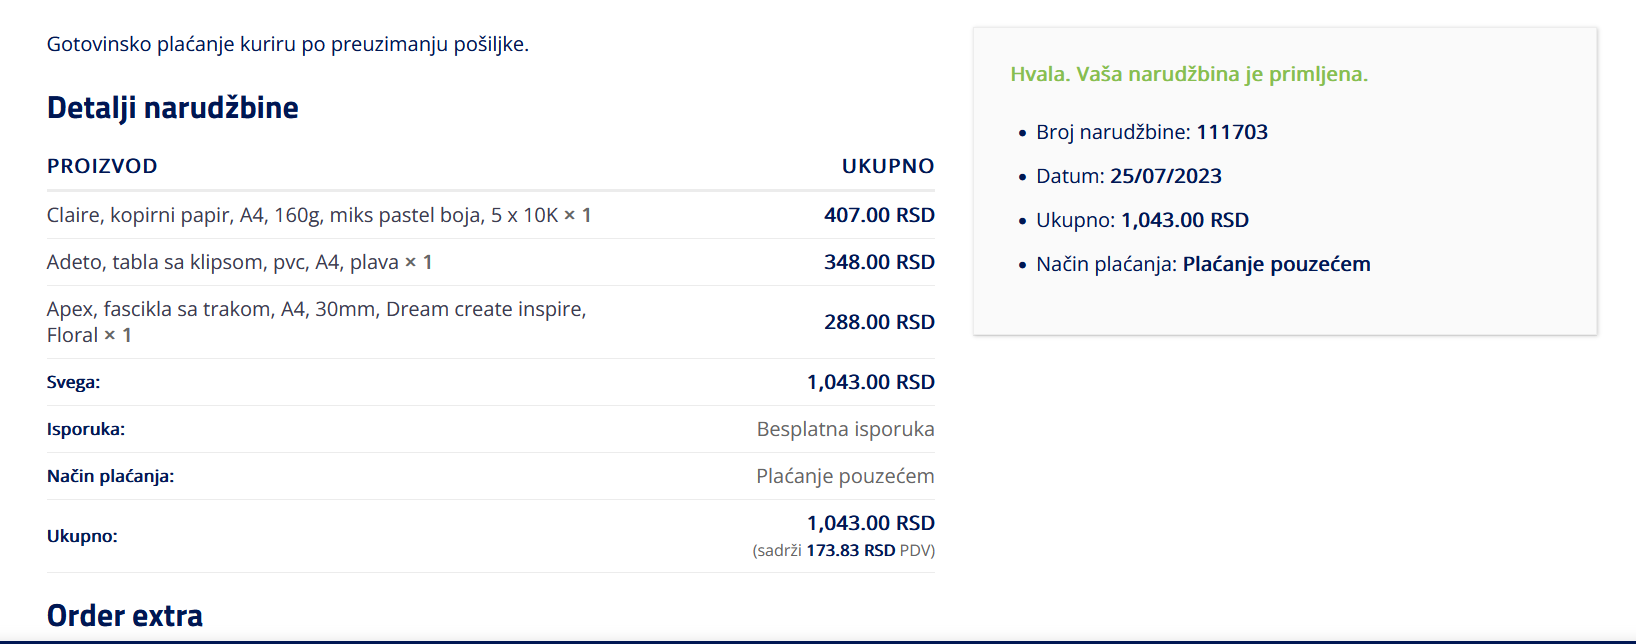 Gotovinsko plaćanje kuriru po preuzimanju pošiljke.
Detalji narudžbine
PROIZVOD UKUPNO
Claire, kopirni papir, A4, 160g, miks pastel boja, 5 x 10K × 1 407.00 RSD
Adeto, tabla sa klipsom, pvc, A4, plava × 1 348.00 RSD
Apex, fascikla sa trakom, A4, 30mm, Dream create inspire,
Floral × 1 288.00 RSD
Svega: 1,043.00 RSD
Isporuka: Besplatna isporuka
Način plaćanja: Plaćanje pouzećem
Ukupno: 1,043.00 RSD
(sadrži 173.83 RSD PDV)
Order extra
Hvala. Vaša narudžbina je primljena.
• Broj narudžbine: 111703
• Datum: 25/07/2023
• Ukupno: 1,043.00 RSD
• Način plaćanja: Plaćanje pouzećem